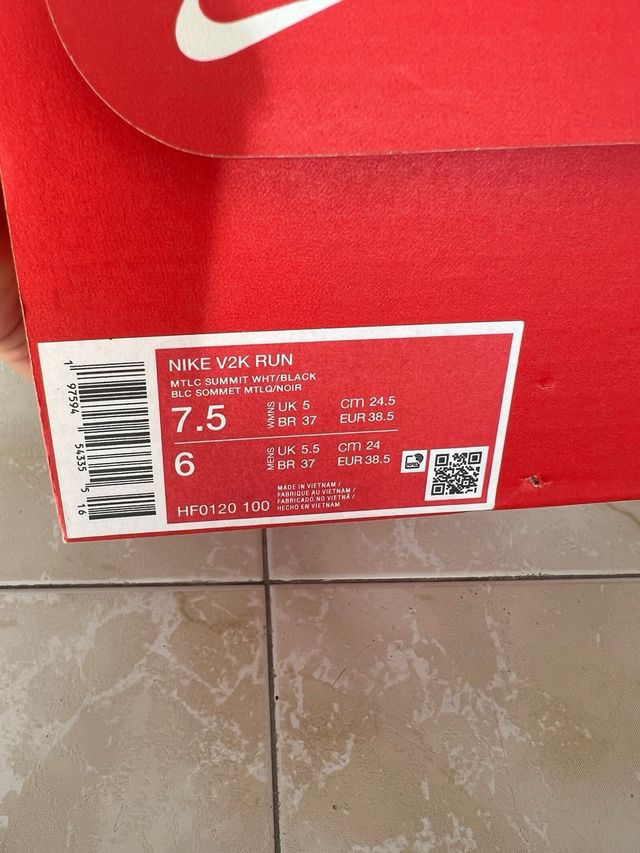 NIKE V2K RUN
MTLC SUMMIT WHT/BLACK
BLC SOMMET MTLQ/NOIR
7.5 WMNS UK 5 cm 24.5
BR 37 EUR 38.5
6 MENS UK 5.5 cm 24
BR 37 EUR 38.5
HF0120 100
MADE IN VIETNAM /
FABRIQUE AU VIETNAM /
FABRICADO NO VIETNÃ /
HECHO EN VIETNAM
1 97594 54335 5 16